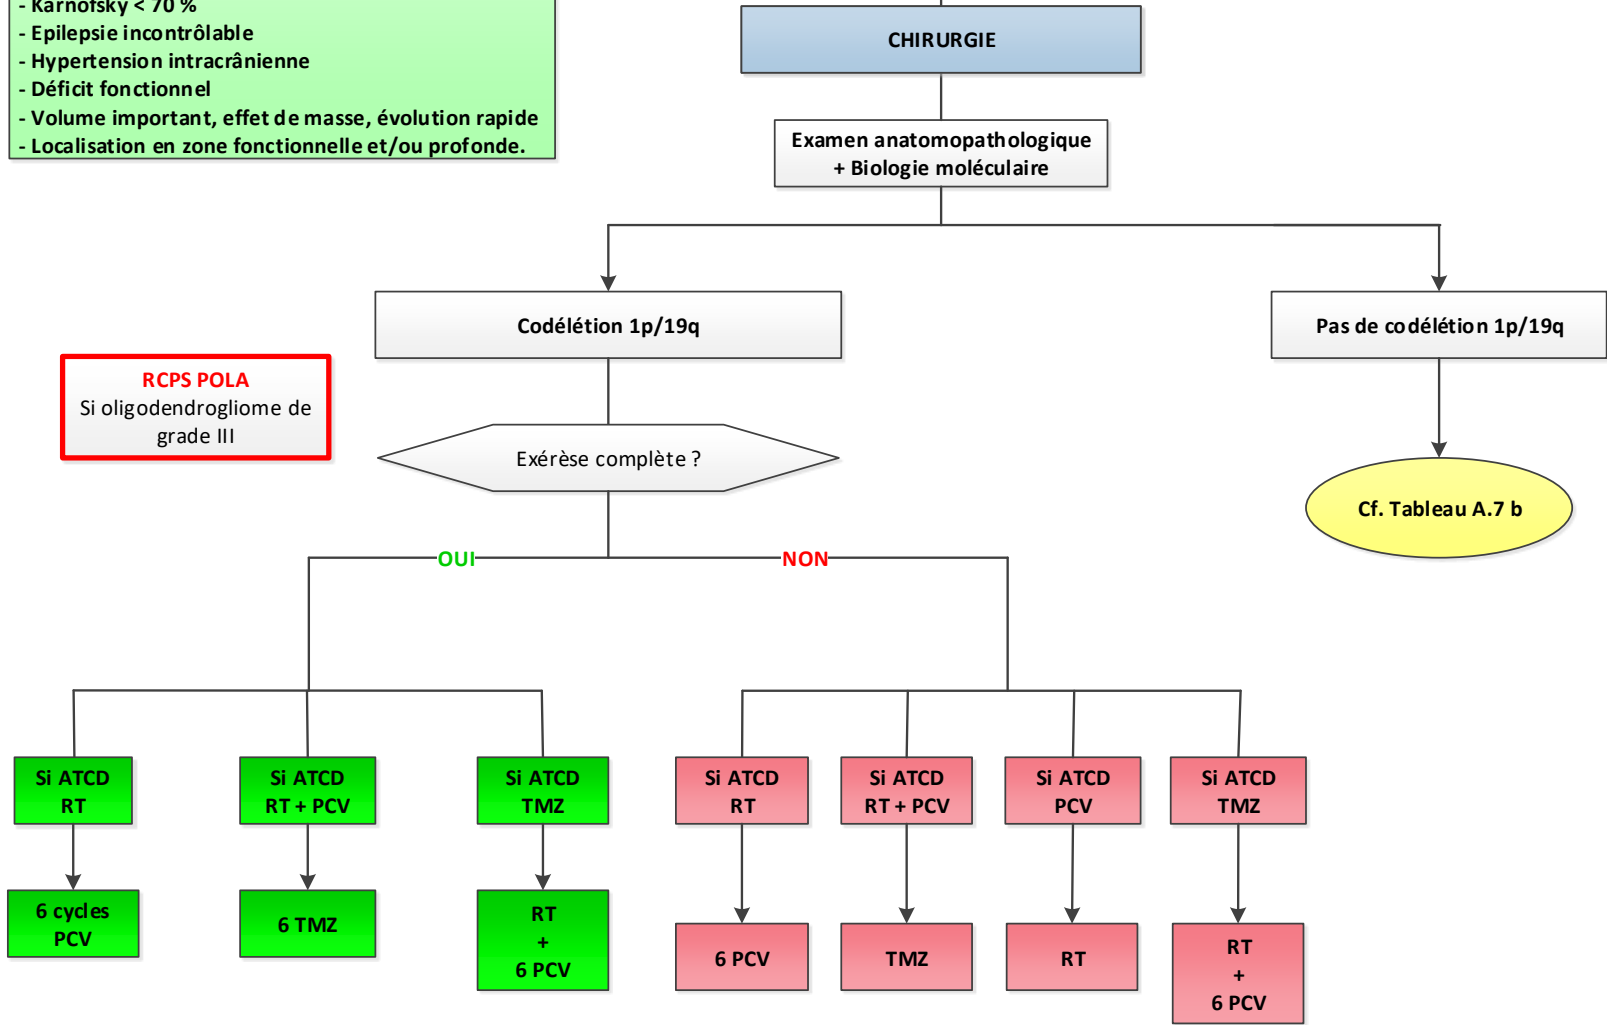 - Karnofsky < 70 %
- Epilepsie incontrôlable
- Hypertension intracrânienne
- Déficit fonctionnel
- Volume important, effet de masse, évolution rapide
- Localisation en zone fonctionnelle et/ou profonde.
CHIRURGIE
Examen anatomopathologique
+ Biologie moléculaire
Codélétion 1p/19q
Pas de codélétion 1p/19q
RCPS POLA
Si oligodendrogliome de
grade III
Exérèse complète ?
Cf. Tableau A.7 b
OUI
NON
Si ATCD
RT
Si ATCD
RT + PCV
Si ATCD
TMZ
Si ATCD
RT
Si ATCD
RT + PCV
Si ATCD
PCV
Si ATCD
TMZ
6 cycles
PCV
6 TMZ
RT
+
6 PCV
6 PCV
TMZ
RT
RT
+
6 PCV